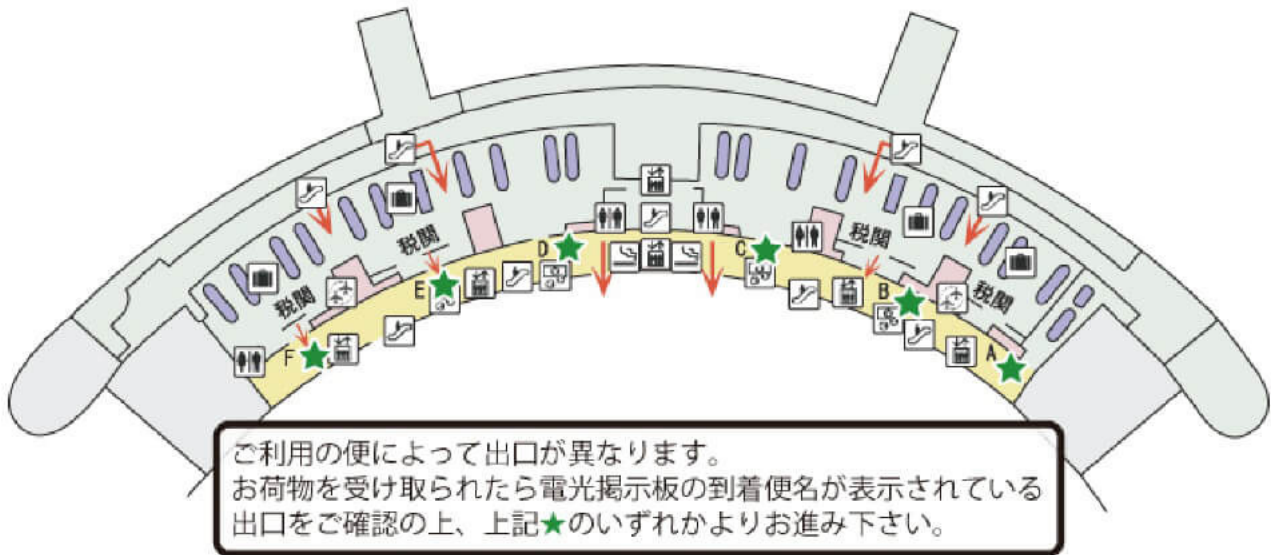 税関
D
C
税関
税関
E
B
税関
F
A
ご利用の便によって出口が異なります。
お荷物を受け取られたら電光掲示板の到着便名が表示されている
出口をご確認の上、上記★のいずれかよりお進み下さい。